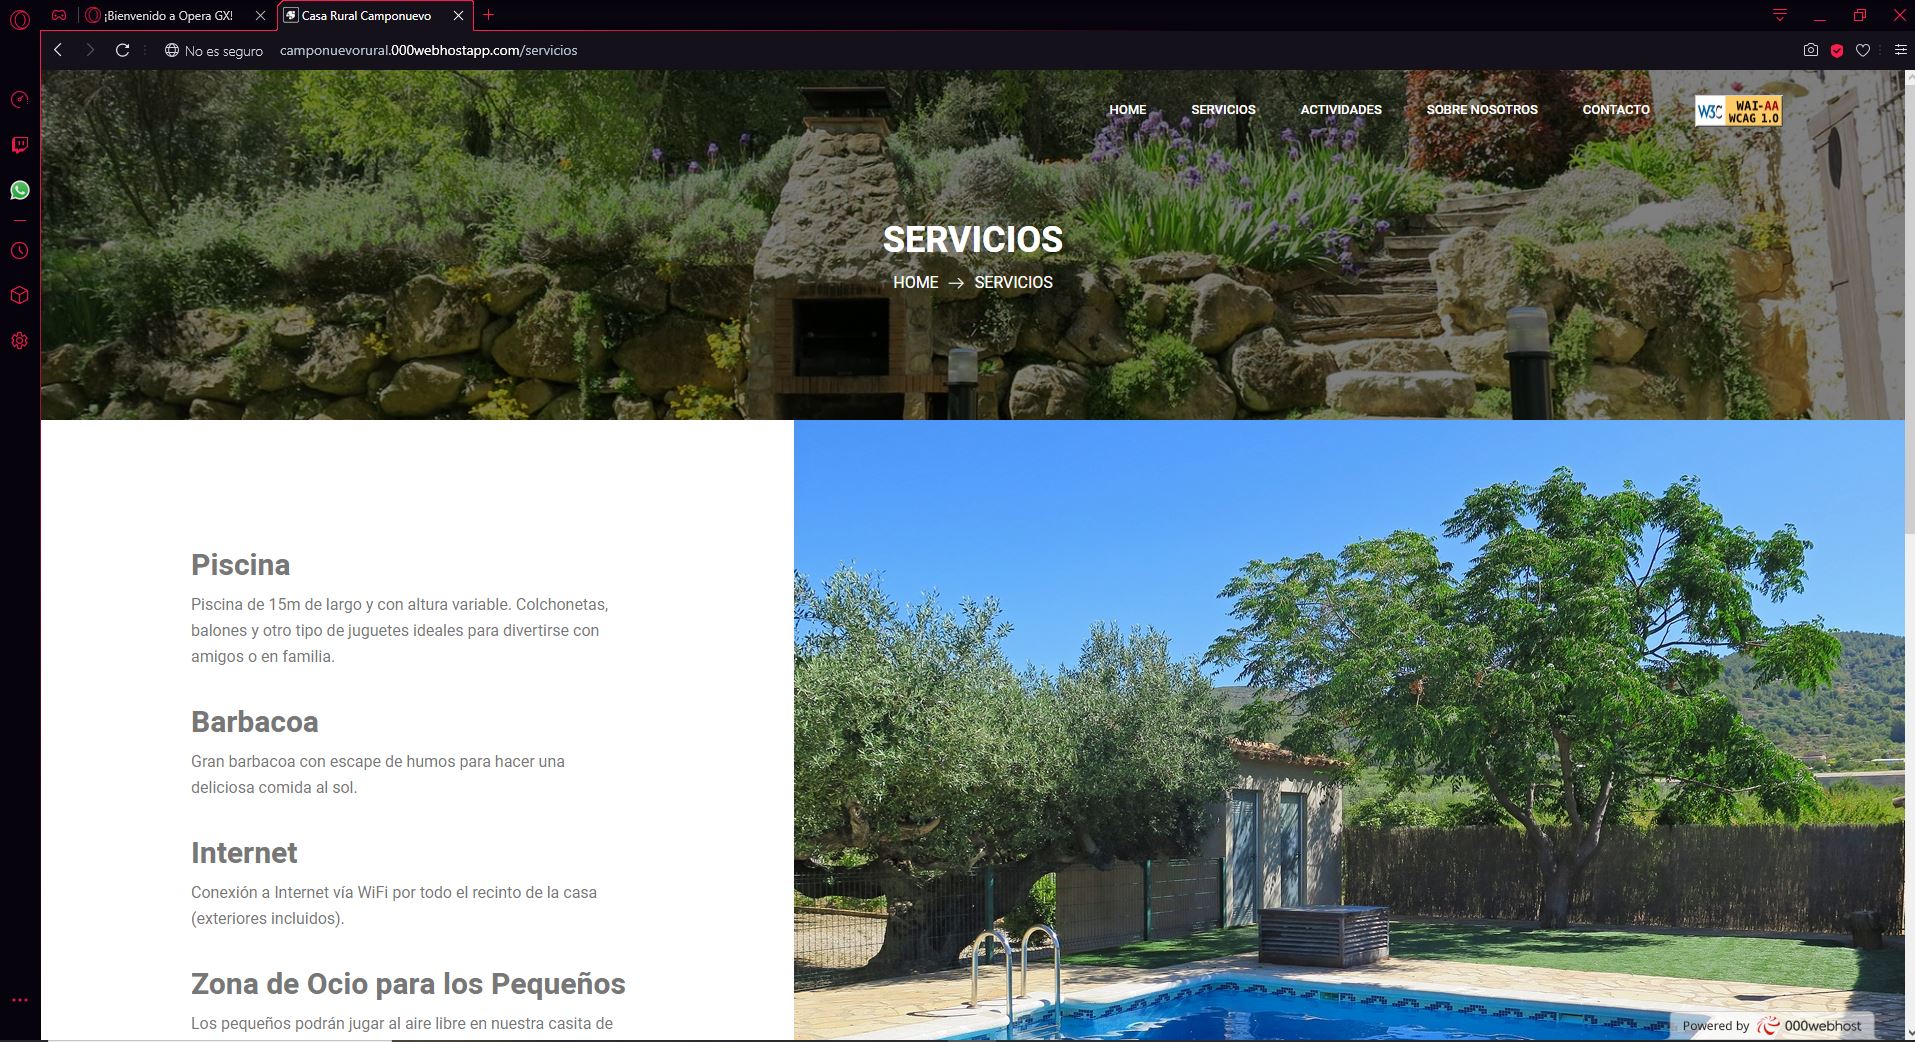 ¡Bienvenido a Opera GX!
Casa Rural Camponuevo
No es seguro
camponuevorural.000webhostapp.com/servicios
HOME
SERVICIOS
ACTIVIDADES
SOBRE NOSOTROS
CONTACTO
W3C WAI-AA
WCAG 1.0
SERVICIOS
HOME → SERVICIOS
Piscina
Piscina de 15m de largo y con altura variable. Colchonetas,
balones y otro tipo de juguetes ideales para divertirse con
amigos o en familia.
Barbacoa
Gran barbacoa con escape de humos para hacer una
deliciosa comida al sol.
Internet
Conexión a Internet vía WiFi por todo el recinto de la casa
(exteriores incluidos).
Zona de Ocio para los Pequeños
Los pequeños podrán jugar al aire libre en nuestra casita de
Powered by 000webhost